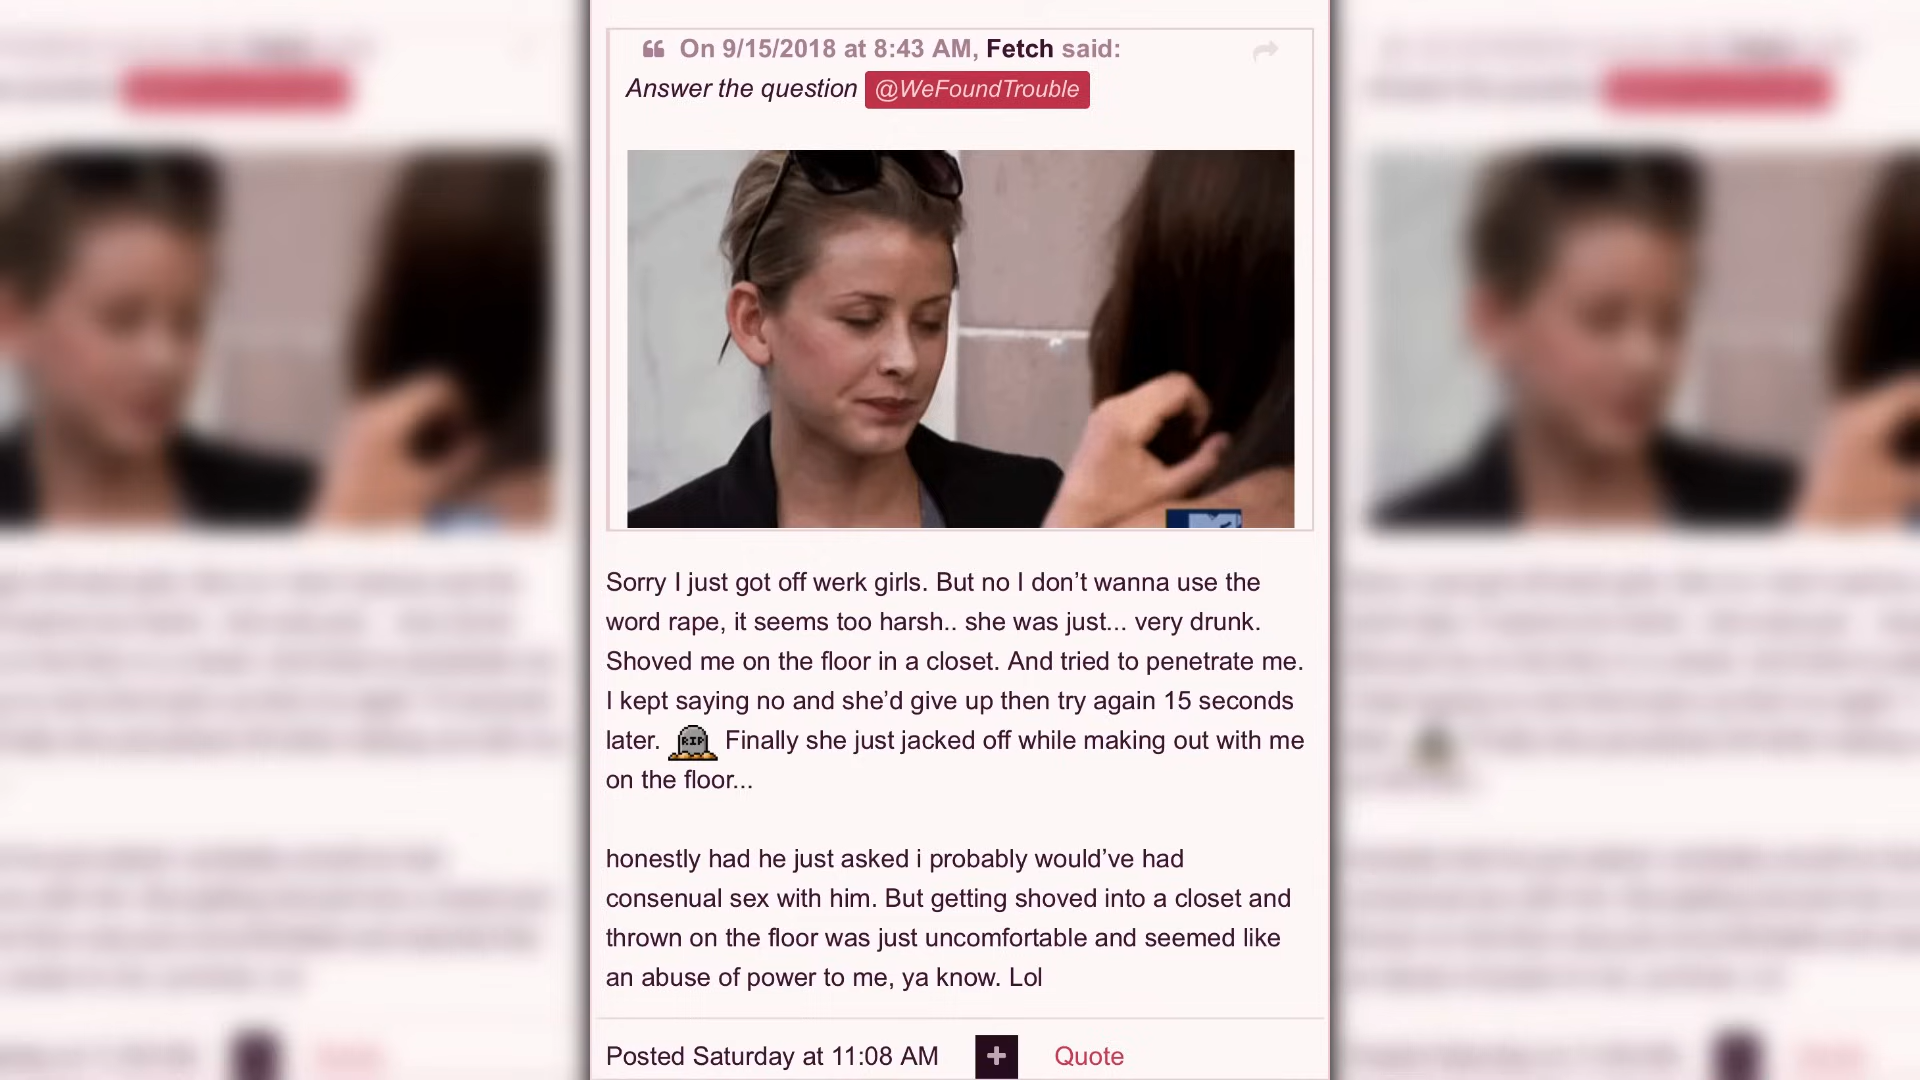 On 9/15/2018 at 8:43 AM, Fetch said:
Answer the question @WeFoundTrouble
Sorry I just got off werk girls. But no I don’t wanna use the
word rape, it seems too harsh.. she was just... very drunk.
Shoved me on the floor in a closet. And tried to penetrate me.
I kept saying no and she’d give up then try again 15 seconds
later. RIP Finally she just jacked off while making out with me
on the floor...
honestly had he just asked i probably would’ve had
consenual sex with him. But getting shoved into a closet and
thrown on the floor was just uncomfortable and seemed like
an abuse of power to me, ya know. Lol
Posted Saturday at 11:08 AM + Quote